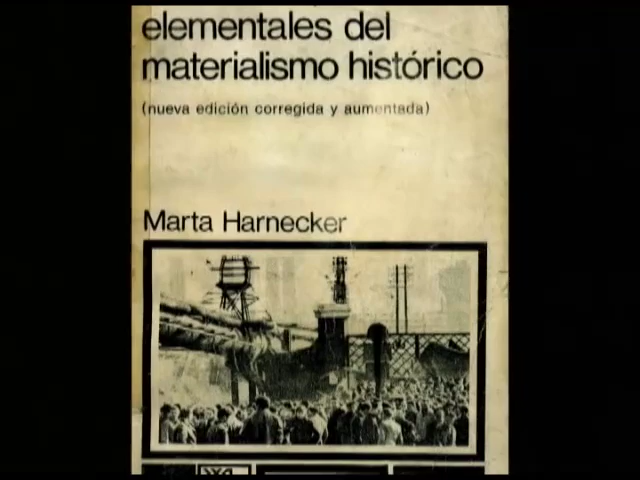 elementales del
materialismo histórico
(nueva edición corregida y aumentada)
Marta Harnecker